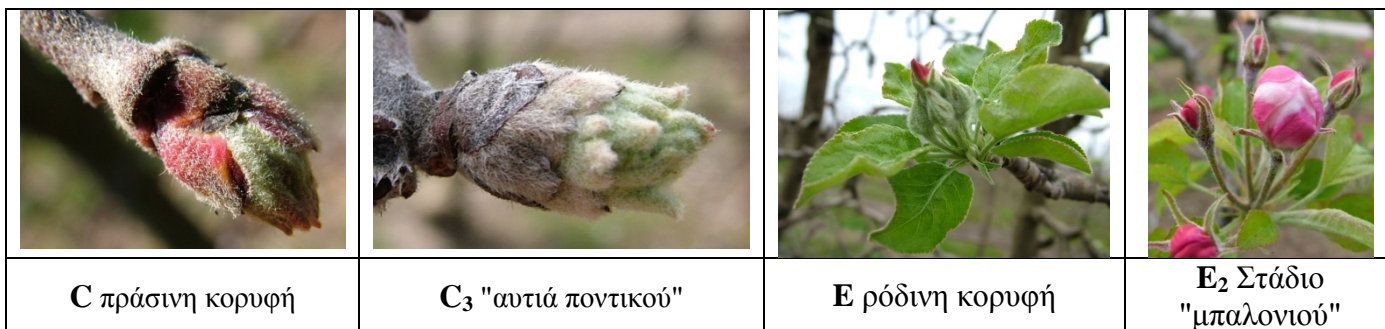 C πράσινη κορυφή
C₃ "αυτιά ποντικού"
E ρόδινη κορυφή
E₂ Στάδιο
"μπαλονιού"